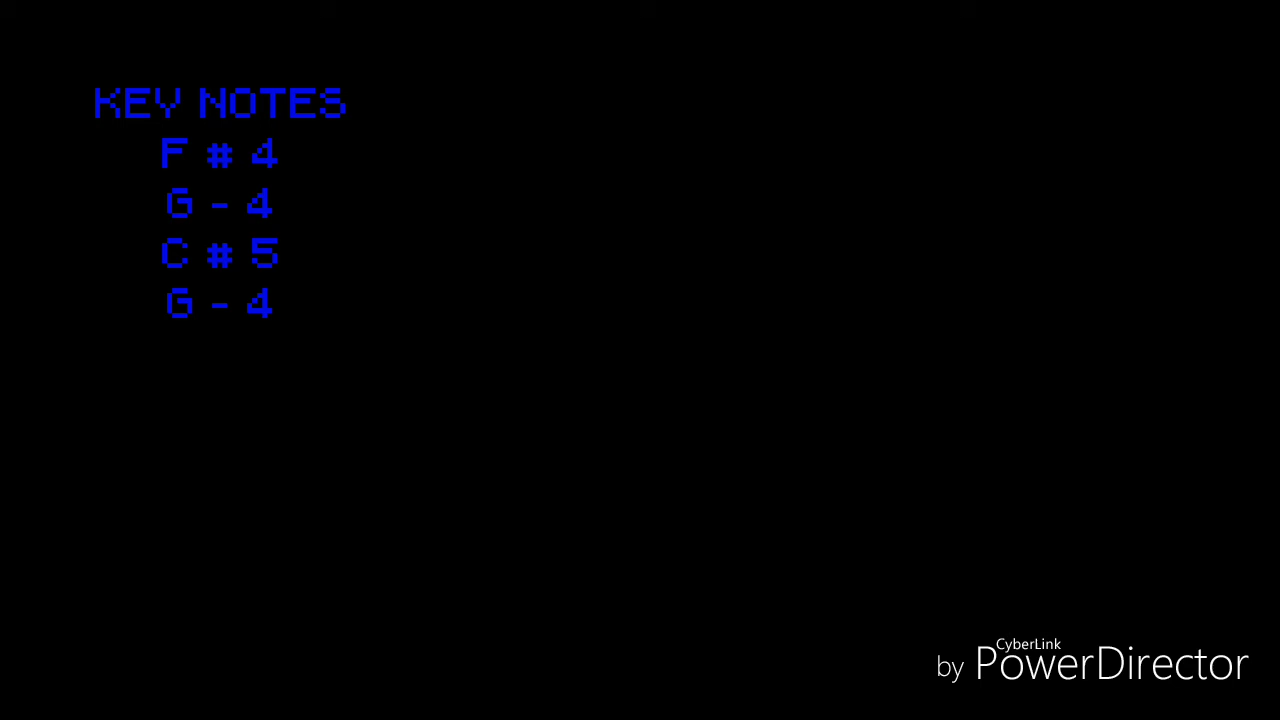 KEY NOTES
F # 4
G - 4
C # 5
G - 4
CyberLink
by PowerDirector